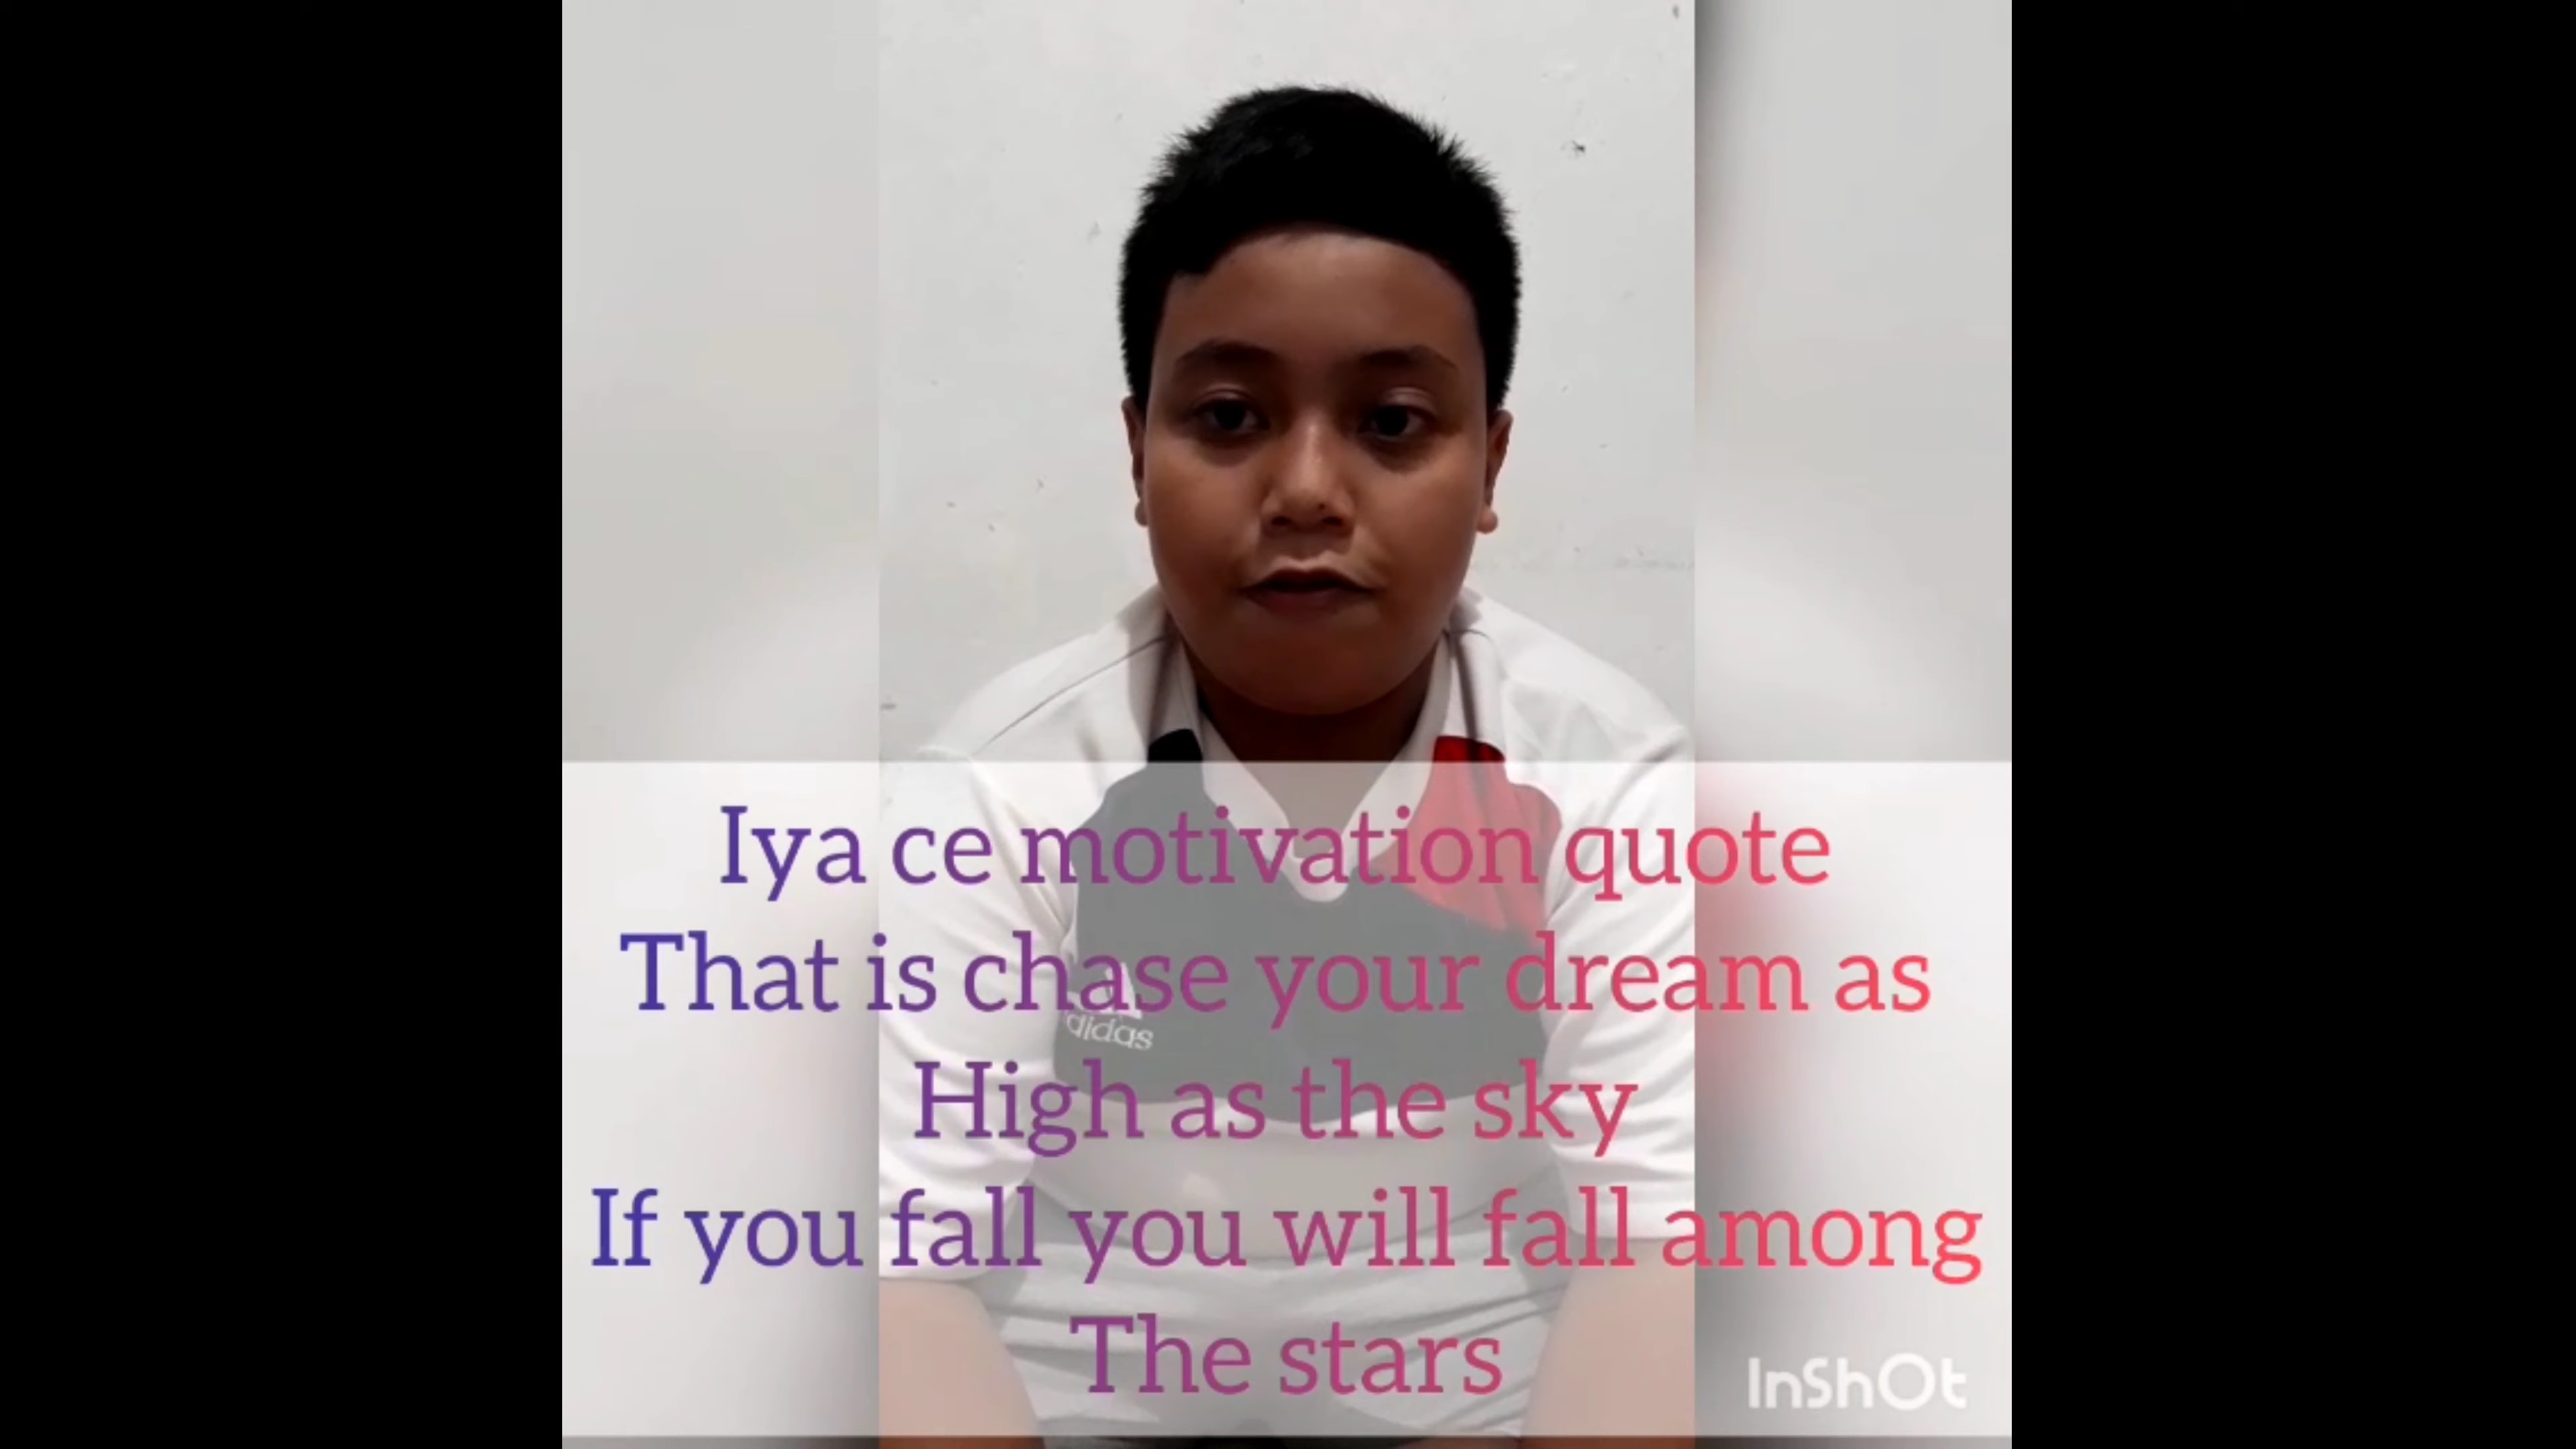 Iya ce motivation quote
That is chase your dream as
didas
High as the sky
If you fall you will fall among
The stars
InShOt